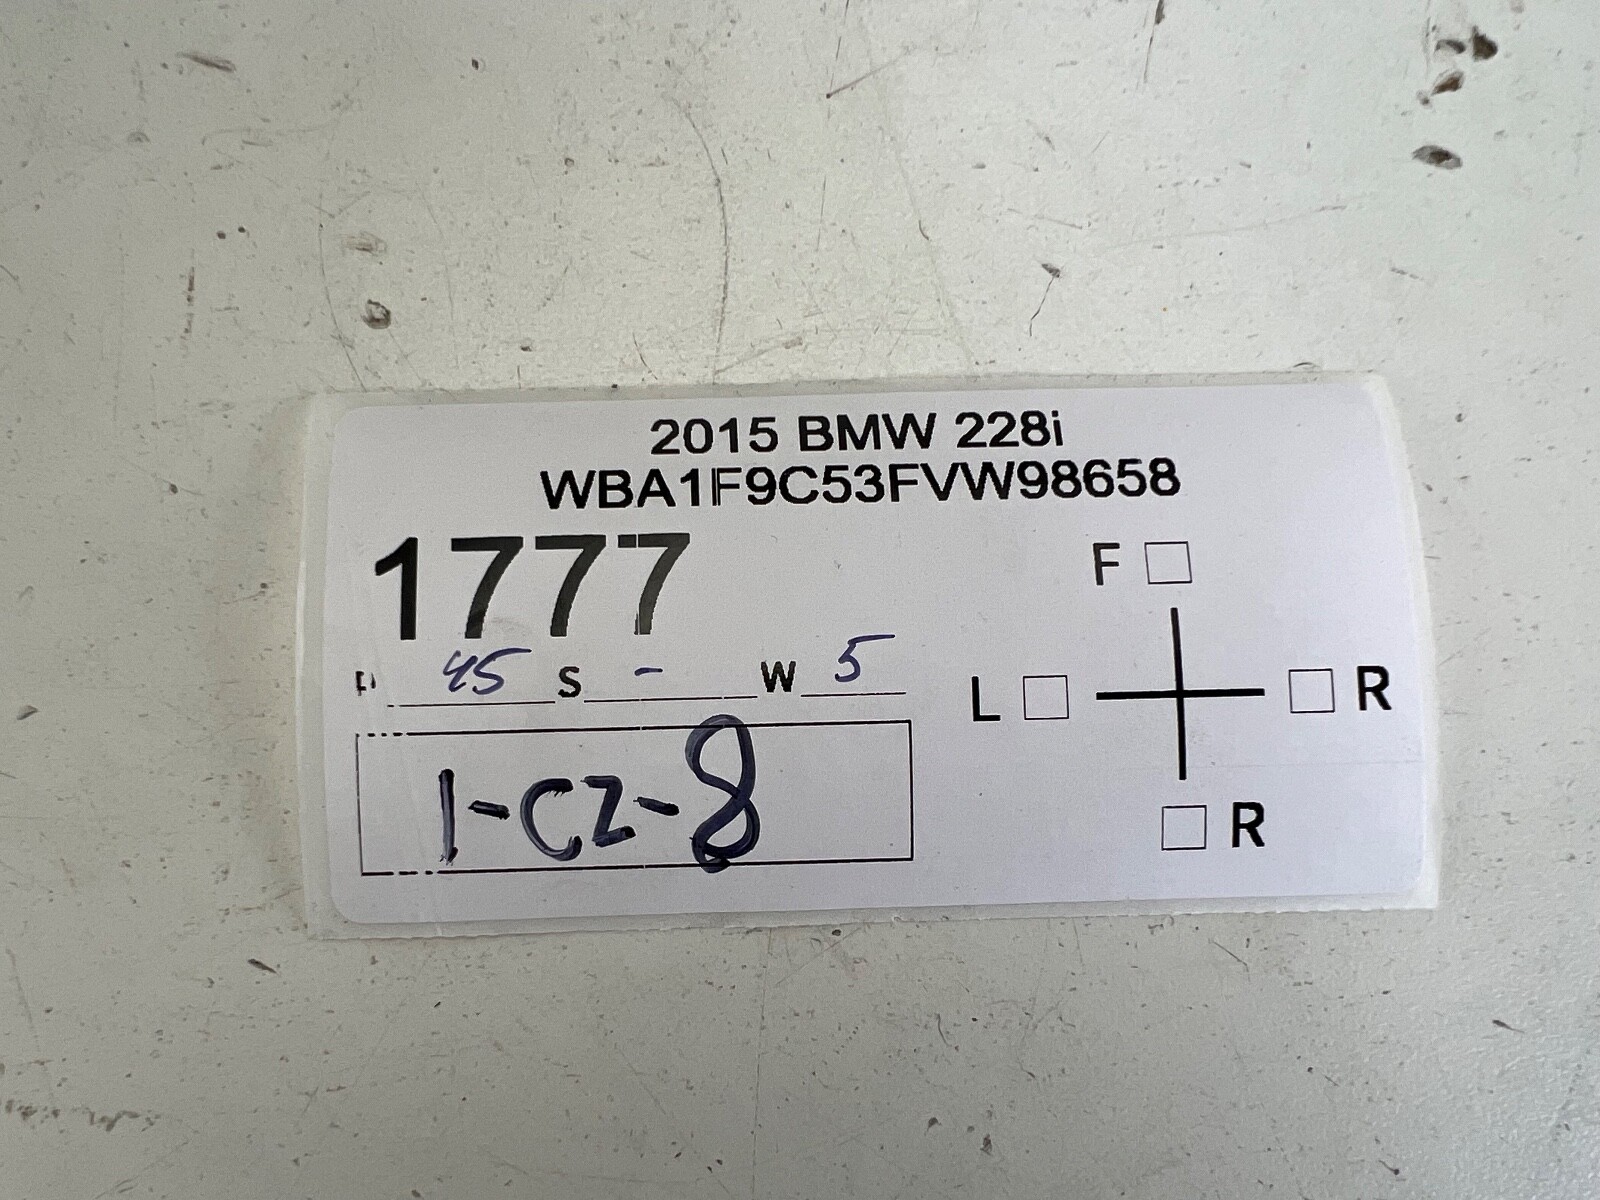 2015 BMW 228i
WBA1F9C53FVW98658
1777
45 S - W 5
1-CZ-8
F
L R
R